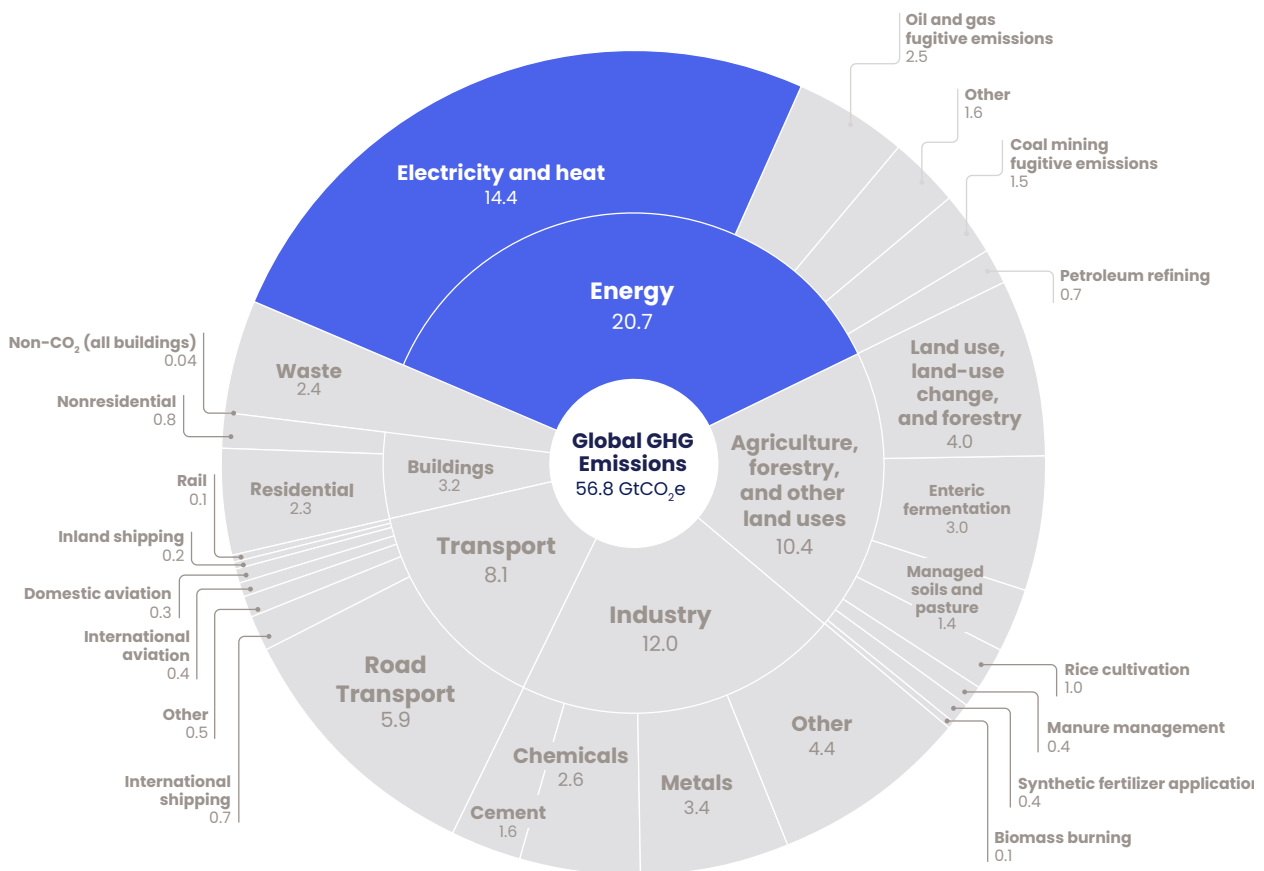 Oil and gas
fugitive emissions
2.5
Other
1.6
Coal mining
fugitive emissions
1.5
Petroleum refining
0.7
Electricity and heat
14.4
Energy
20.7
Global GHG
Emissions
56.8 GtCO₂e
Land use,
land-use
change,
and forestry
4.0
Agriculture,
forestry,
and other
land uses
10.4
Enteric
fermentation
3.0
Managed
soils and
pasture
1.4
Rice cultivation
1.0
Manure management
0.4
Synthetic fertilizer application
0.4
Biomass burning
0.1
Industry
12.0
Other
4.4
Metals
3.4
Chemicals
2.6
Cement
1.6
Transport
8.1
Road
Transport
5.9
International
shipping
0.7
Other
0.5
International
aviation
0.4
Domestic aviation
0.3
Inland shipping
0.2
Rail
0.1
Buildings
3.2
Residential
2.3
Nonresidential
0.8
Non-CO₂ (all buildings)
0.04
Waste
2.4